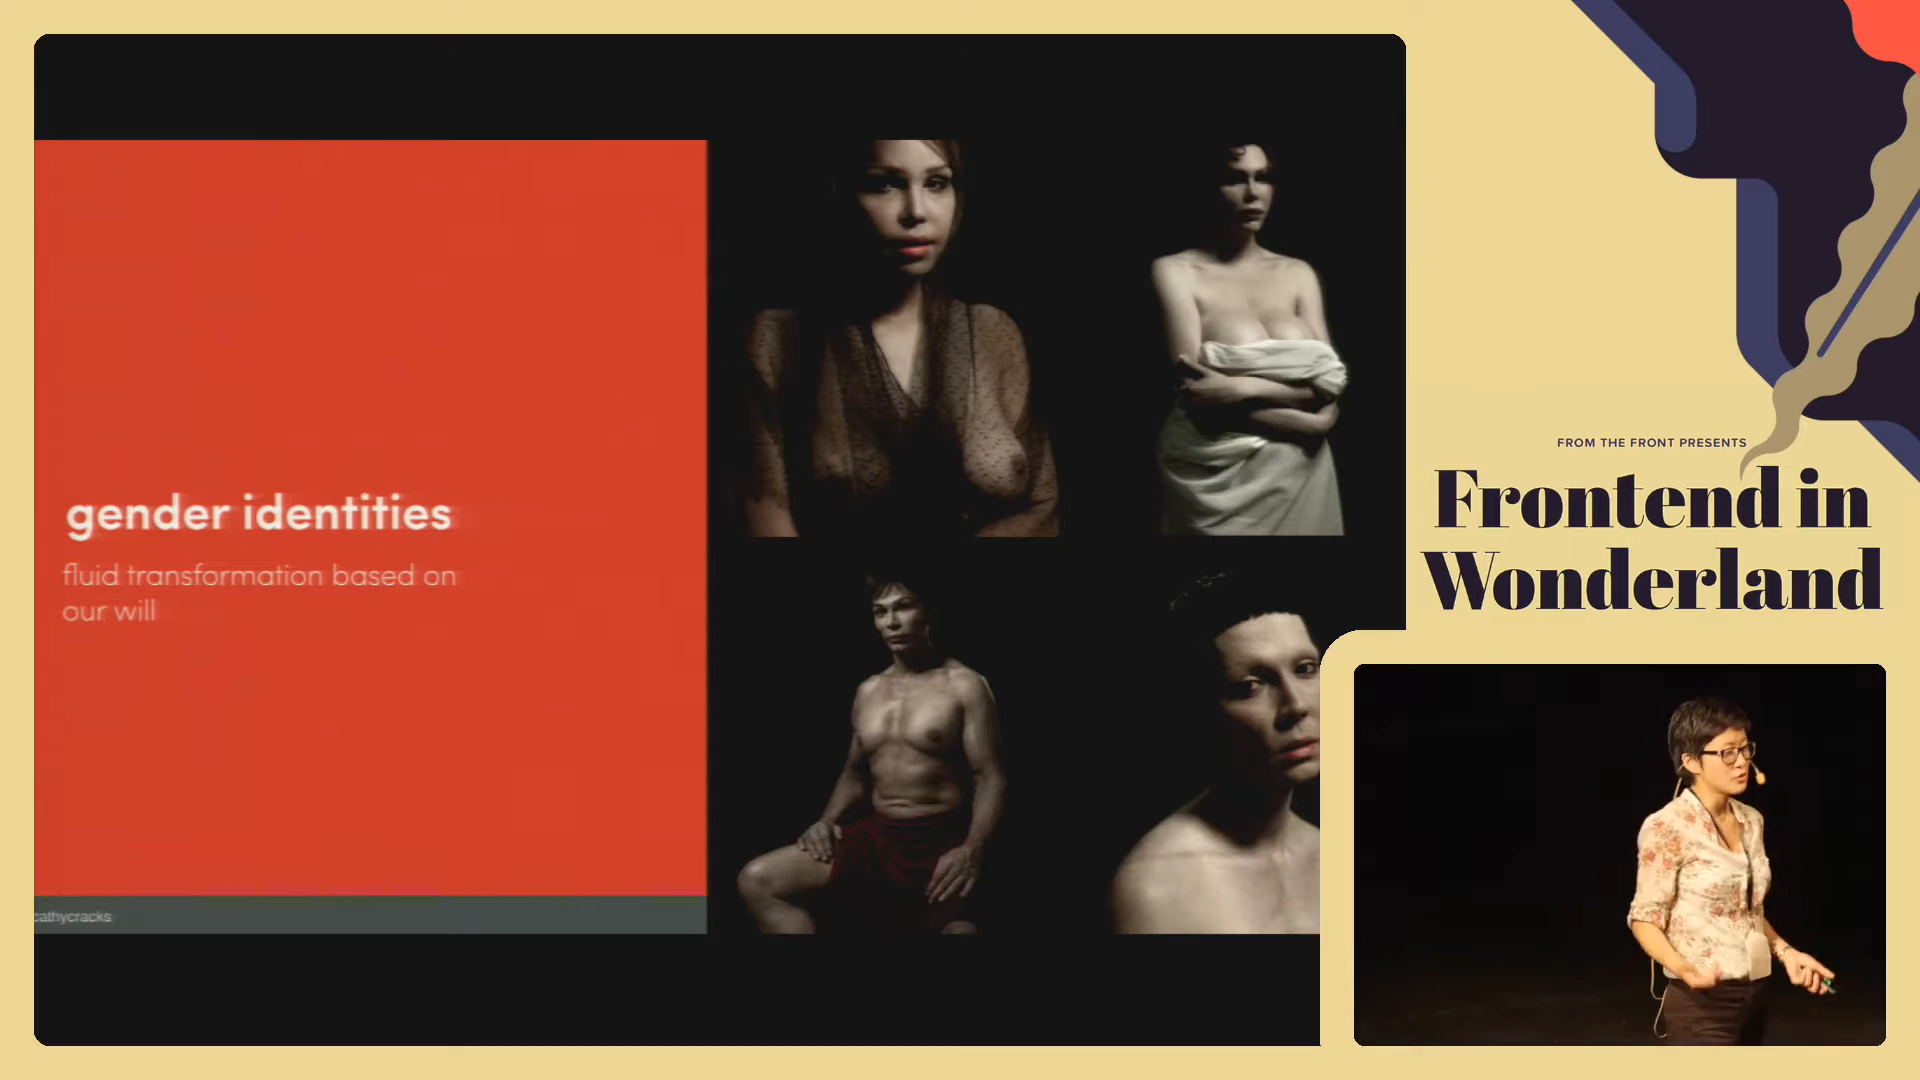 gender identities
fluid transformation based on
our will
cathycracks
FROM THE FRONT PRESENTS
Frontend in
Wonderland